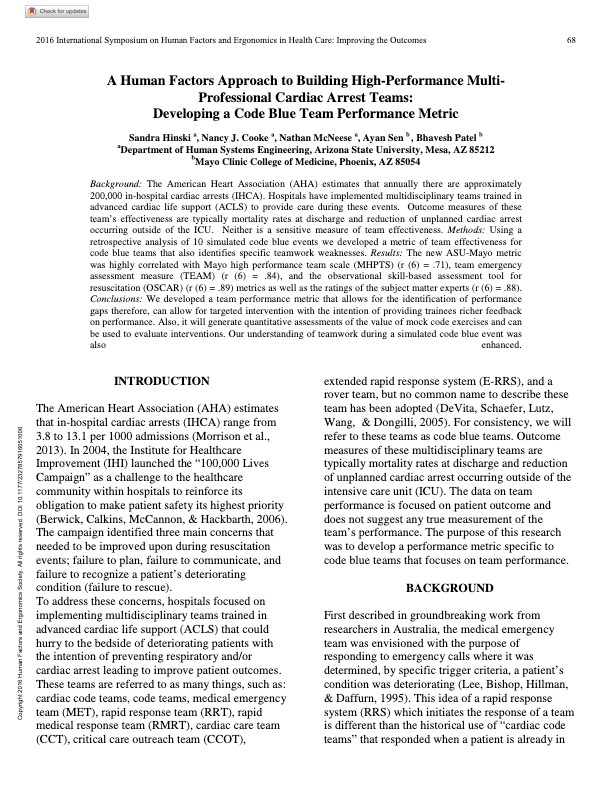 Check for updates
2016 International Symposium on Human Factors and Ergonomics in Health Care: Improving the Outcomes 68
A Human Factors Approach to Building High-Performance Multi-
Professional Cardiac Arrest Teams:
Developing a Code Blue Team Performance Metric
Sandra Hinski a, Nancy J. Cooke a, Nathan McNeese a, Ayan Sen b , Bhavesh Patel b
aDepartment of Human Systems Engineering, Arizona State University, Mesa, AZ 85212
bMayo Clinic College of Medicine, Phoenix, AZ 85054
Background: The American Heart Association (AHA) estimates that annually there are approximately
200,000 in-hospital cardiac arrests (IHCA). Hospitals have implemented multidisciplinary teams trained in
advanced cardiac life support (ACLS) to provide care during these events. Outcome measures of these
team's effectiveness are typically mortality rates at discharge and reduction of unplanned cardiac arrest
occurring outside of the ICU. Neither is a sensitive measure of team effectiveness. Methods: Using a
retrospective analysis of 10 simulated code blue events we developed a metric of team effectiveness for
code blue teams that also identifies specific teamwork weaknesses. Results: The new ASU-Mayo metric
was highly correlated with Mayo high performance team scale (MHPTS) (r (6) = .71), team emergency
assessment measure (TEAM) (r (6) = .84), and the observational skill-based assessment tool for
resuscitation (OSCAR) (r (6) = .89) metrics as well as the ratings of the subject matter experts (r (6) = .88).
Conclusions: We developed a team performance metric that allows for the identification of performance
gaps therefore, can allow for targeted intervention with the intention of providing trainees richer feedback
on performance. Also, it will generate quantitative assessments of the value of mock code exercises and can
be used to evaluate interventions. Our understanding of teamwork during a simulated code blue event was
also enhanced.
INTRODUCTION
The American Heart Association (AHA) estimates
that in-hospital cardiac arrests (IHCA) range from
3.8 to 13.1 per 1000 admissions (Morrison et al.,
2013). In 2004, the Institute for Healthcare
Improvement (IHI) launched the "100,000 Lives
Campaign" as a challenge to the healthcare
community within hospitals to reinforce its
obligation to make patient safety its highest priority
(Berwick, Calkins, McCannon, & Hackbarth, 2006).
The campaign identified three main concerns that
needed to be improved upon during resuscitation
events; failure to plan, failure to communicate, and
failure to recognize a patient's deteriorating
condition (failure to rescue).
To address these concerns, hospitals focused on
implementing multidisciplinary teams trained in
advanced cardiac life support (ACLS) that could
hurry to the bedside of deteriorating patients with
the intention of preventing respiratory and/or
cardiac arrest leading to improve patient outcomes.
These teams are referred to as many things, such as:
cardiac code teams, code teams, medical emergency
team (MET), rapid response team (RRT), rapid
medical response team (RMRT), cardiac care team
(CCT), critical care outreach team (CCOT),
extended rapid response system (E-RRS), and a
rover team, but no common name to describe these
team has been adopted (DeVita, Schaefer, Lutz,
Wang, & Dongilli, 2005). For consistency, we will
refer to these teams as code blue teams. Outcome
measures of these multidisciplinary teams are
typically mortality rates at discharge and reduction
of unplanned cardiac arrest occurring outside of the
intensive care unit (ICU). The data on team
performance is focused on patient outcome and
does not suggest any true measurement of the
team's performance. The purpose of this research
was to develop a performance metric specific to
code blue teams that focuses on team performance.
BACKGROUND
First described in groundbreaking work from
researchers in Australia, the medical emergency
team was envisioned with the purpose of
responding to emergency calls where it was
determined, by specific trigger criteria, a patient's
condition was deteriorating (Lee, Bishop, Hillman,
& Daffurn, 1995). This idea of a rapid response
system (RRS) which initiates the response of a team
is different than the historical use of "cardiac code
teams" that responded when a patient is already in
Copyright 2016 Human Factors and Ergonomics Society. All rights reserved. DOI 10.1177/2327857916051006